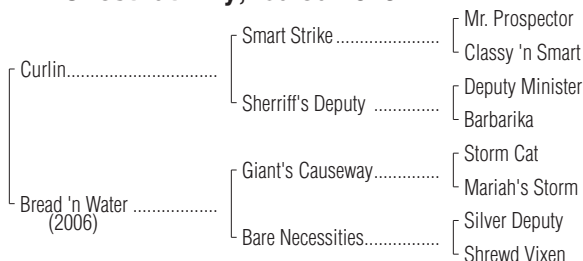 Mr. Prospector
Smart Strike
Classy 'n Smart
Curlin
Deputy Minister
Sherriff's Deputy
Barbarika
Storm Cat
Giant's Causeway
Mariah's Storm
Bread 'n Water
(2006)
Silver Deputy
Bare Necessities
Shrewd Vixen